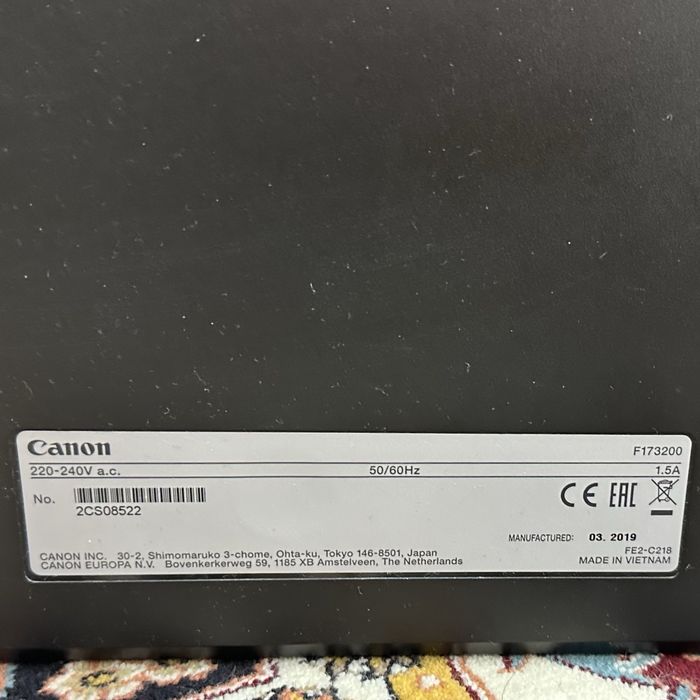 Canon F173200
220-240V a.c. 50/60Hz 1.5A
No.
2CS08522
CE EAC
MANUFACTURED: 03. 2019
FE2-C218
CANON INC. 30-2, Shimomaruko 3-chome, Ohta-ku, Tokyo 146-8501, Japan
CANON EUROPA N.V. Bovenkerkerweg 59, 1185 XB Amstelveen, The Netherlands MADE IN VIETNAM